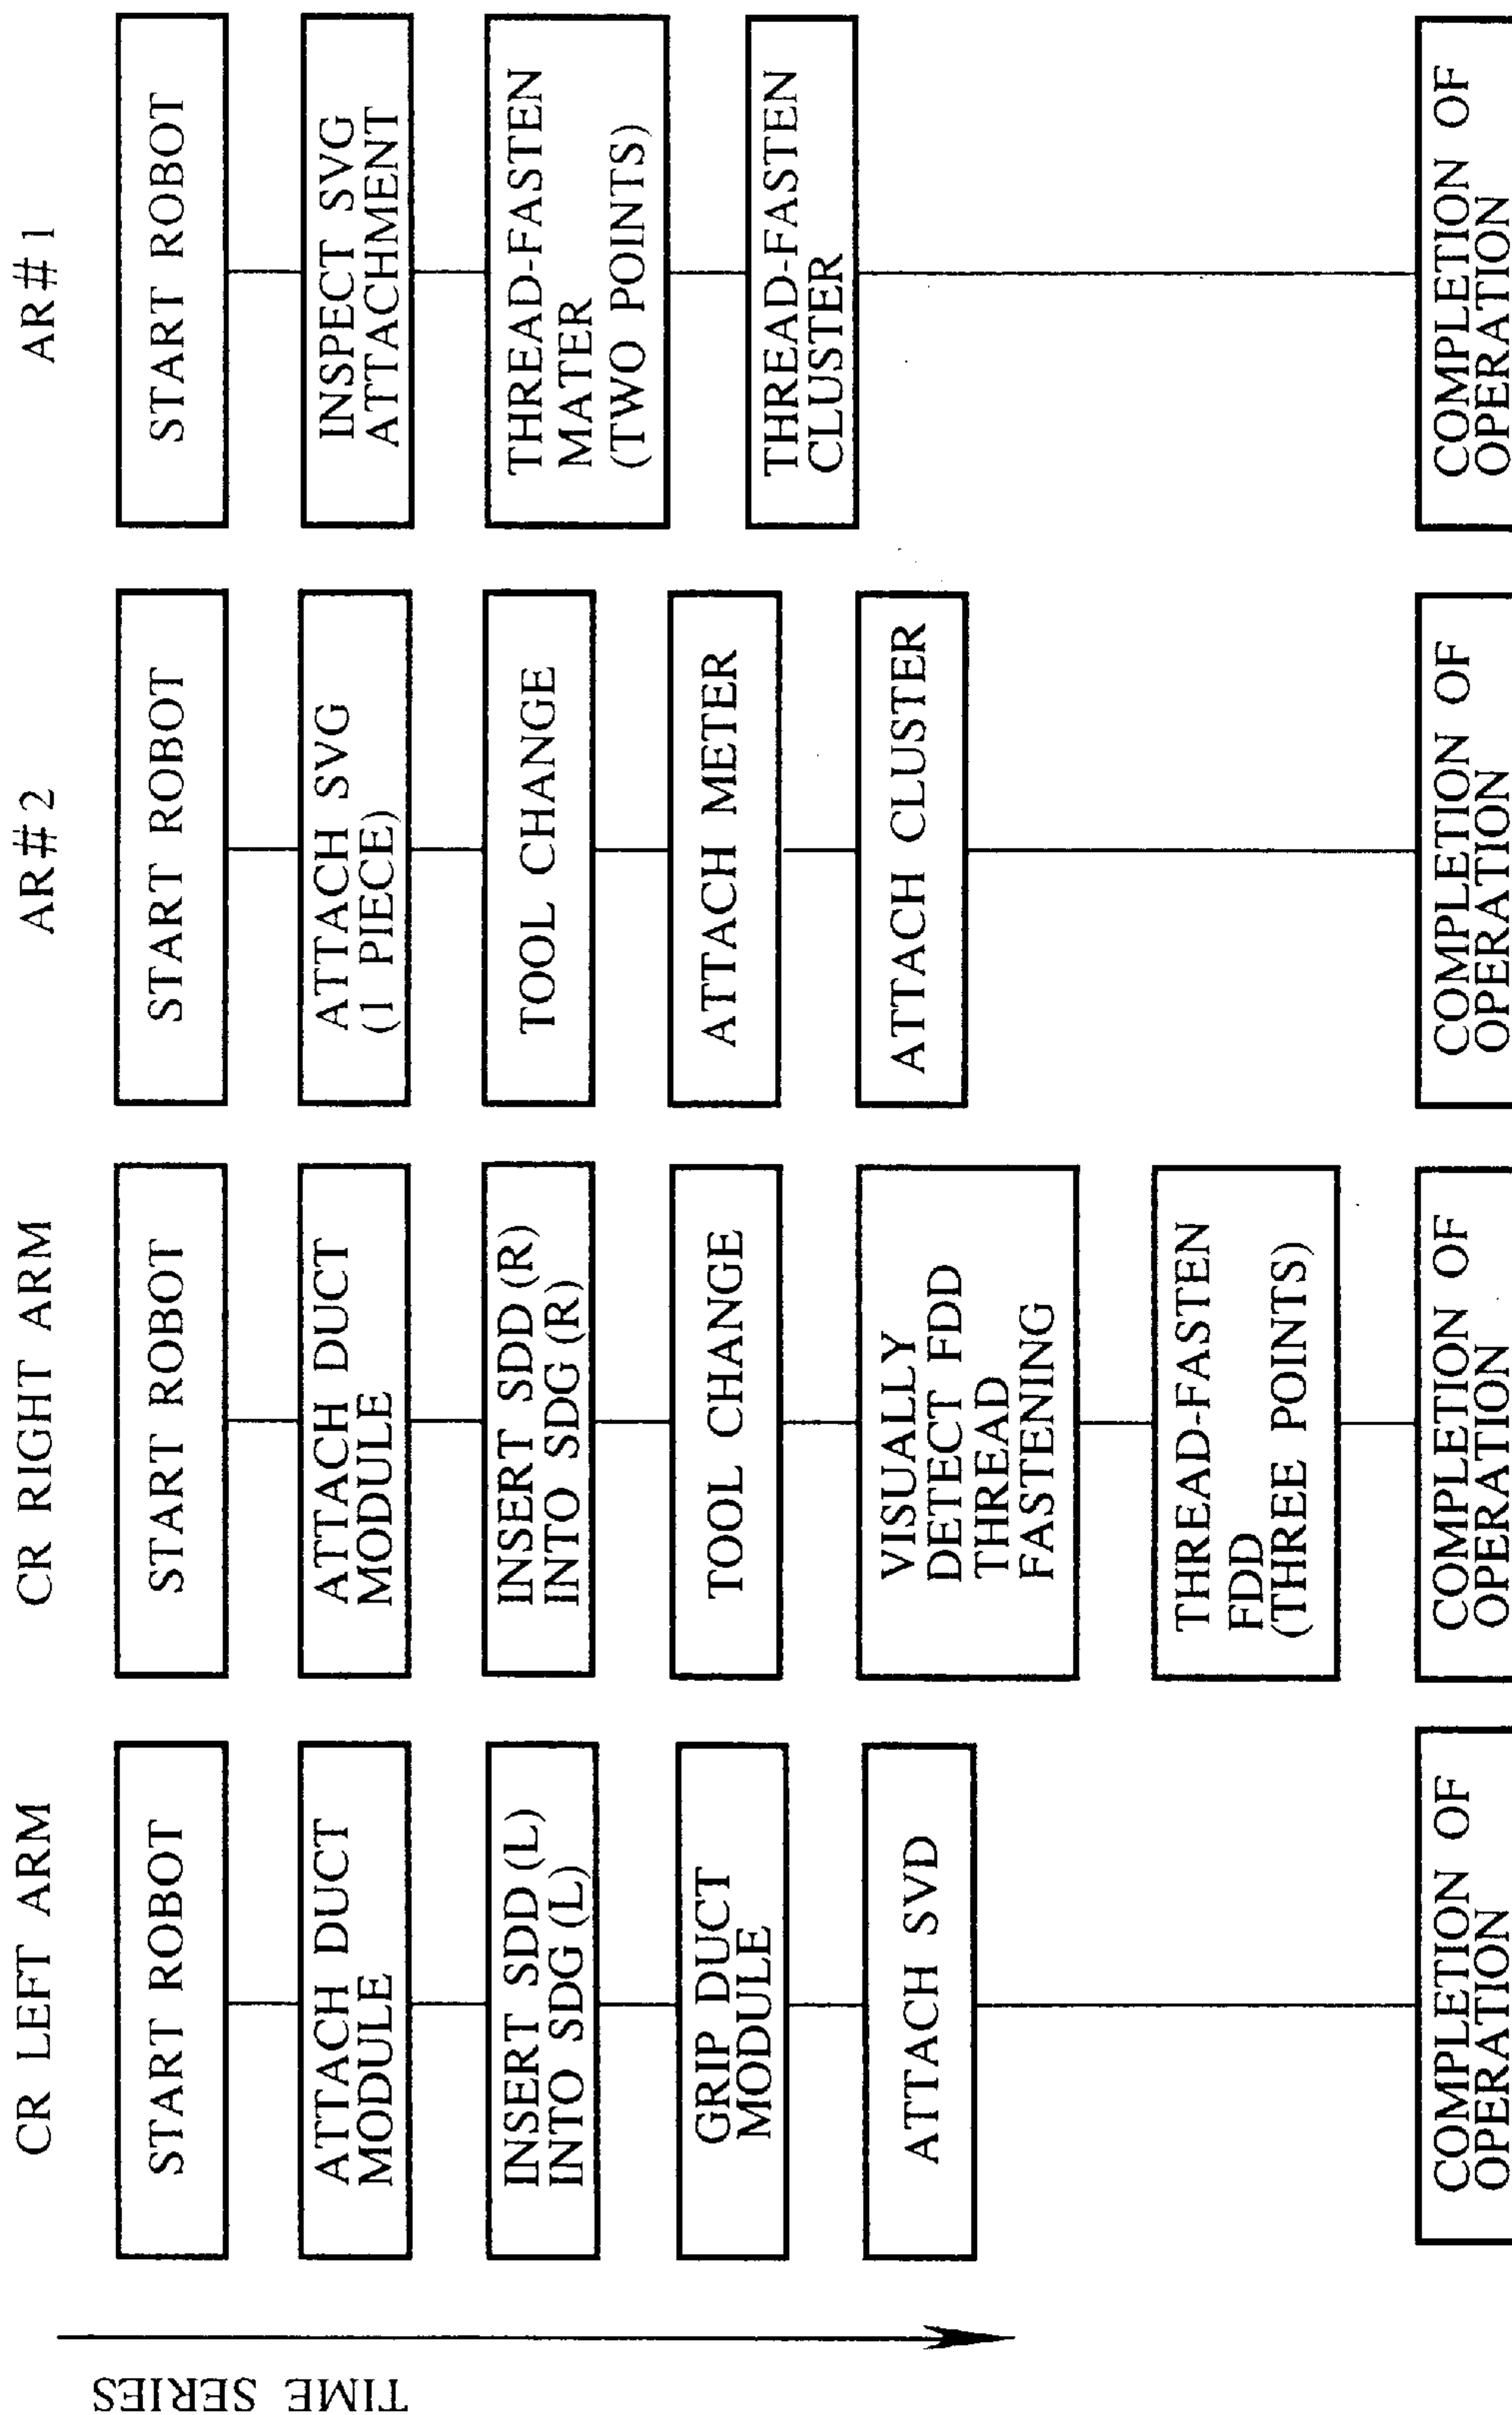 TIME SERIES
CR LEFT ARM
START ROBOT
ATTACH DUCT
MODULE
INSERT SDD (L)
INTO SDG (L)
GRIP DUCT
MODULE
ATTACH SVD
COMPLETION OF
OPERATION
CR RIGHT ARM
START ROBOT
ATTACH DUCT
MODULE
INSERT SDD (R)
INTO SDG (R)
TOOL CHANGE
VISUALLY
DETECT FDD
THREAD
FASTENING
THREAD-FASTEN
FDD
(THREE POINTS)
COMPLETION OF
OPERATION
AR#2
START ROBOT
ATTACH SVG
(1 PIECE)
TOOL CHANGE
ATTACH METER
ATTACH CLUSTER
COMPLETION OF
OPERATION
AR#1
START ROBOT
INSPECT SVG
ATTACHMENT
THREAD-FASTEN
MATER
(TWO POINTS)
THREAD-FASTEN
CLUSTER
COMPLETION OF
OPERATION